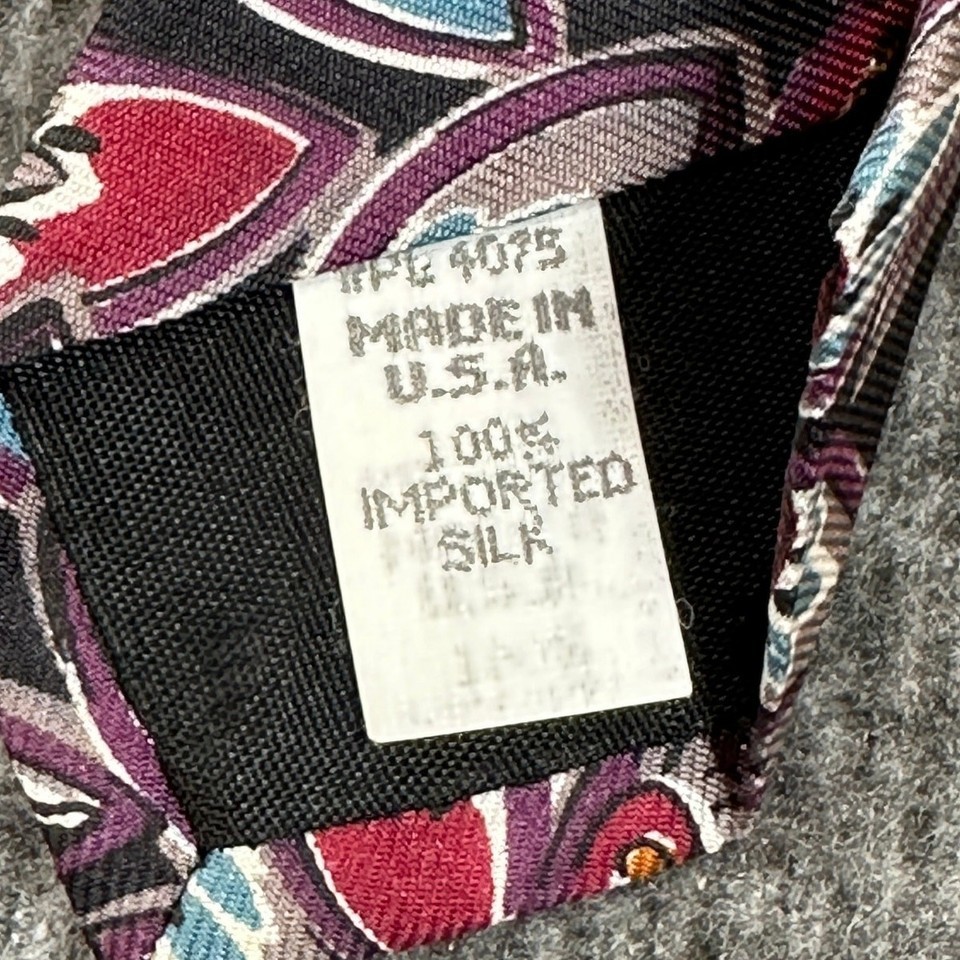 4075
MADE IN
U.S.A.
100%
IMPORTED
SILK